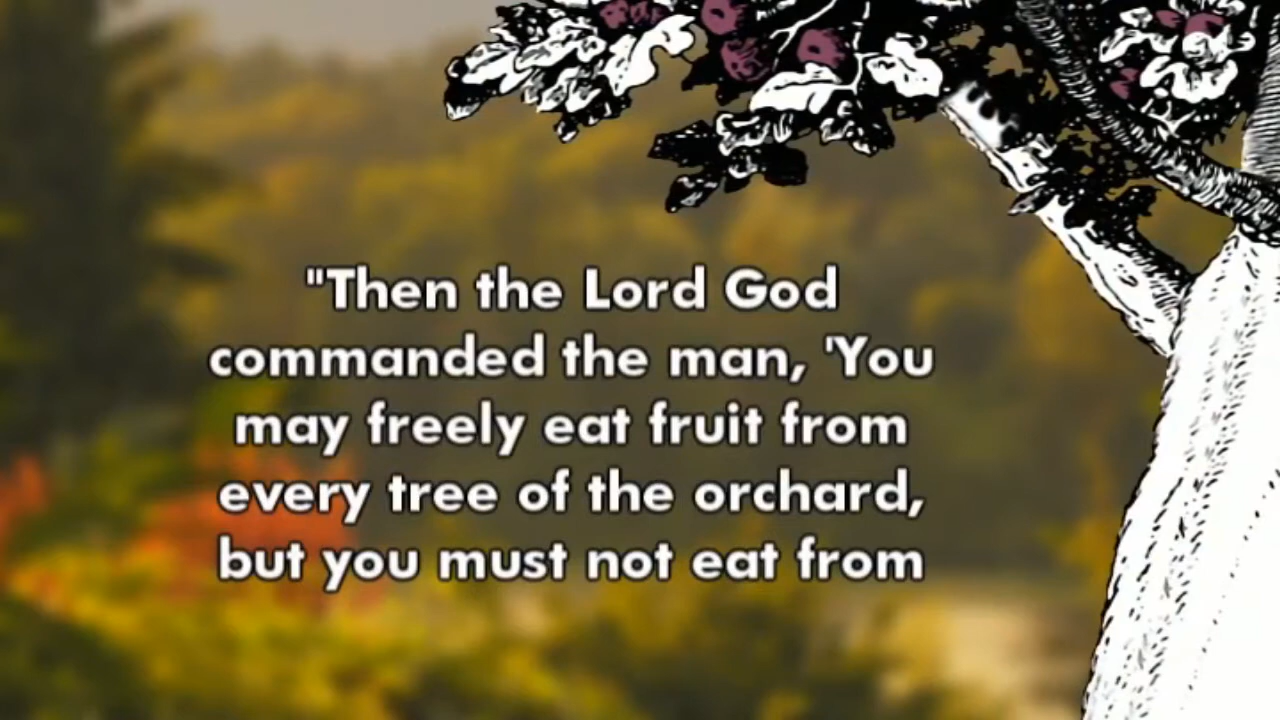 "Then the Lord God
commanded the man, 'You
may freely eat fruit from
every tree of the orchard,
but you must not eat from